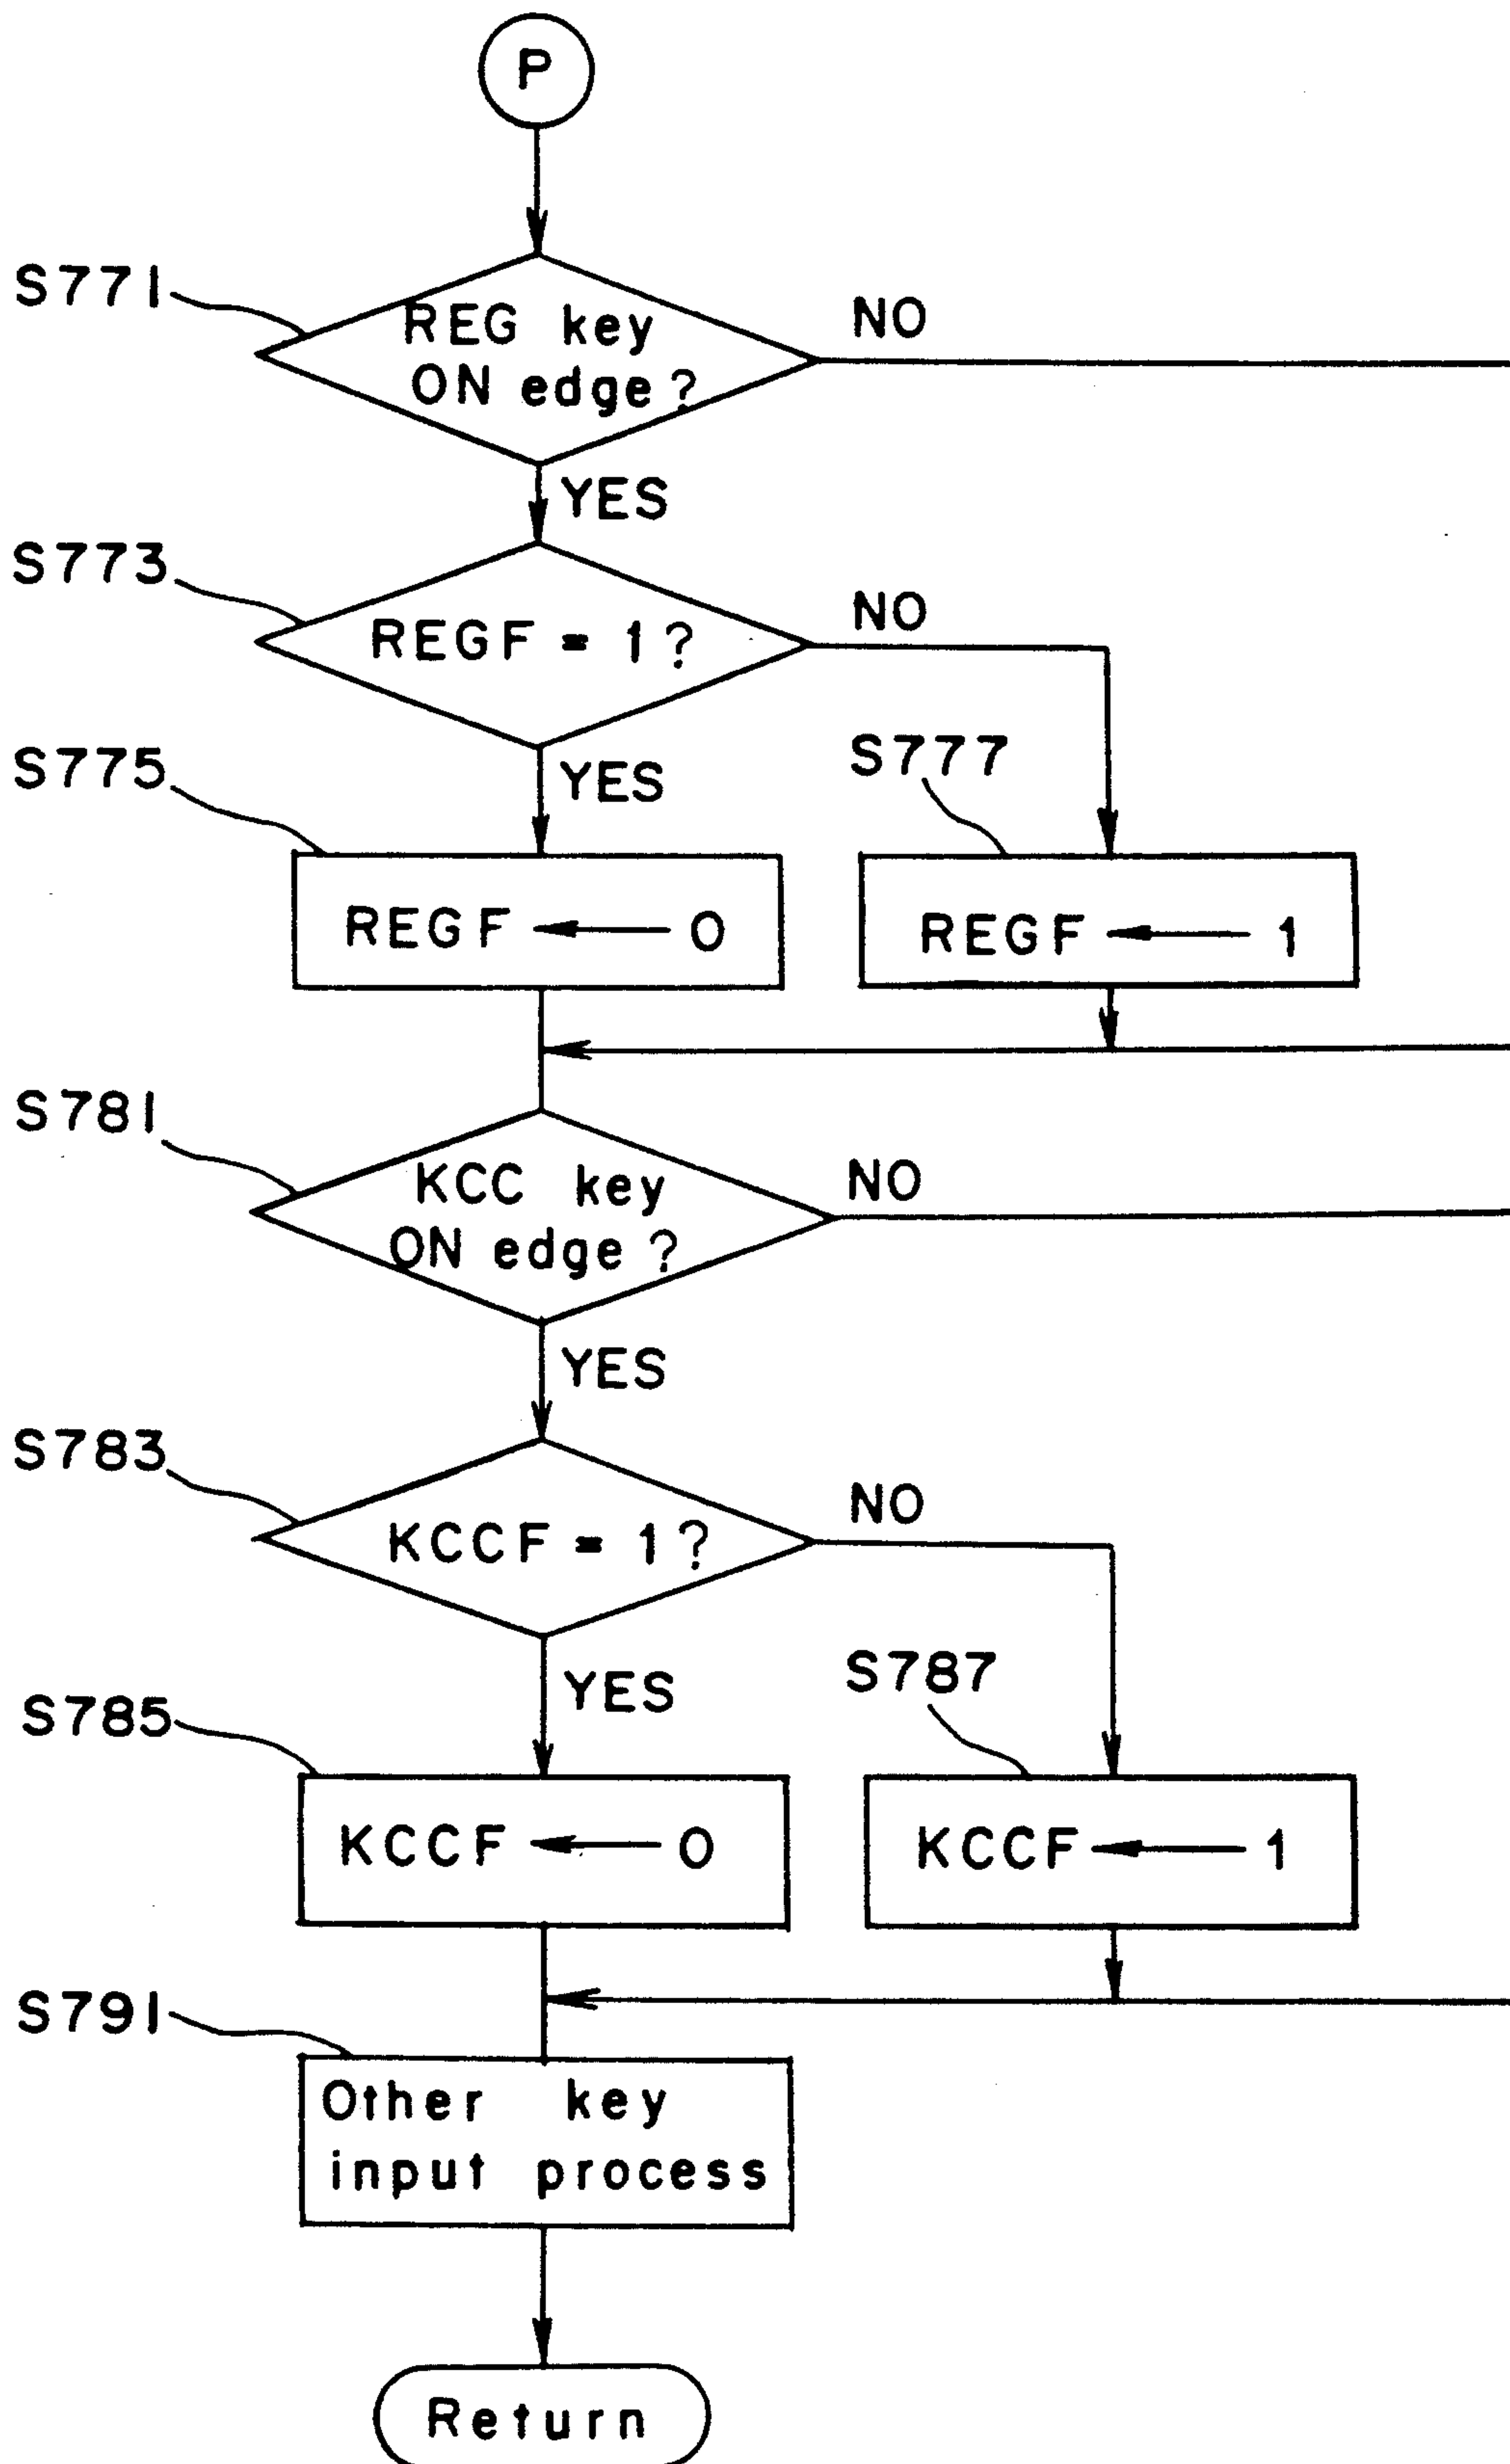 P
S771
REG key
ON edge?
NO
YES
S773
REGF = 1?
NO
YES
S775
REGF ← 0
S777
REGF ← 1
S781
KCC key
ON edge?
NO
YES
S783
KCCF = 1?
NO
YES
S785
KCCF ← 0
S787
KCCF ← 1
S791
Other key
input process
Return